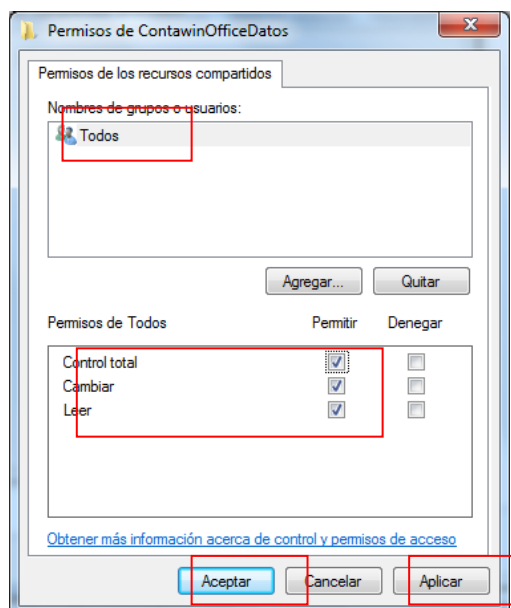 Permisos de ContawinOfficeDatos
Permisos de los recursos compartidos
Nombres de grupos o usuarios:
Todos
Agregar... Quitar
Permisos de Todos Permitir Denegar
Control total
Cambiar
Leer
Obtener más información acerca de control y permisos de acceso
Aceptar Cancelar Aplicar